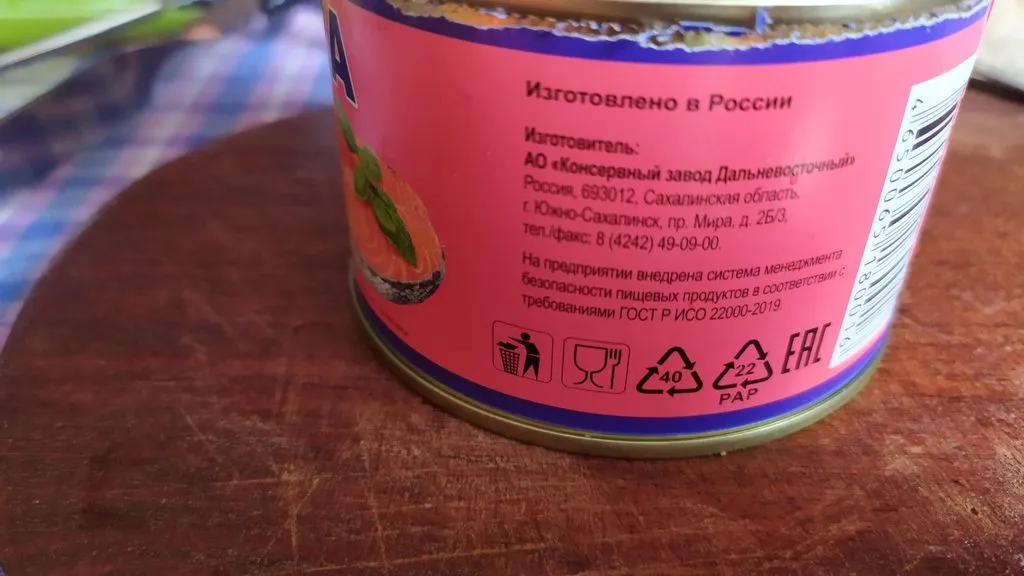 А
Изготовлено в России
Изготовитель:
АО «Консервный завод Дальневосточный»
Россия, 693012, Сахалинская область,
г. Южно-Сахалинск, пр. Мира, д. 2Б/3,
тел./факс: 8 (4242) 49-09-00.
На предприятии внедрена система менеджмента
безопасности пищевых продуктов в соответствии с
требованиями ГОСТ Р ИСО 22000-2019.
40
22
PAP
EAC